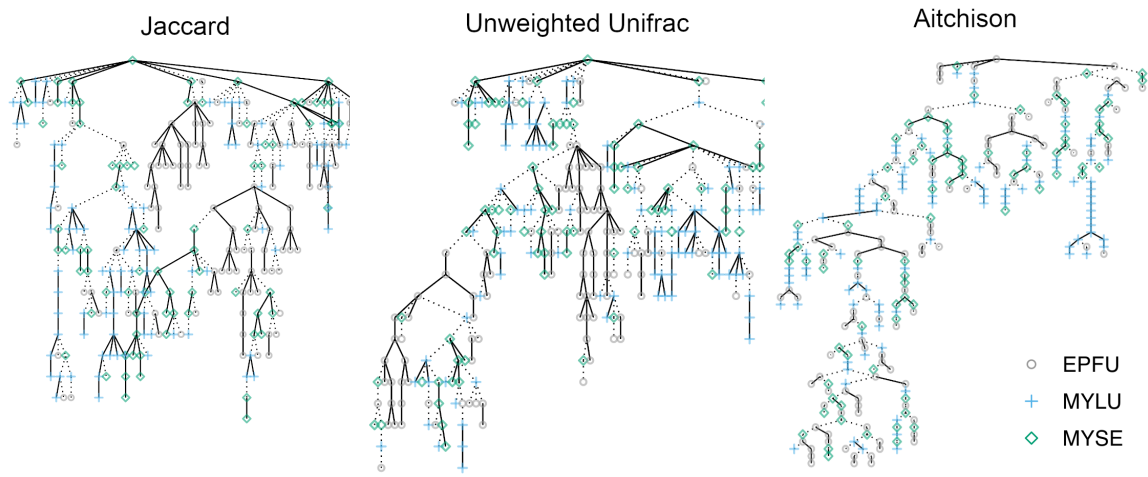 Jaccard
Unweighted Unifrac
Aitchison
EPFU
MYLU
MYSE